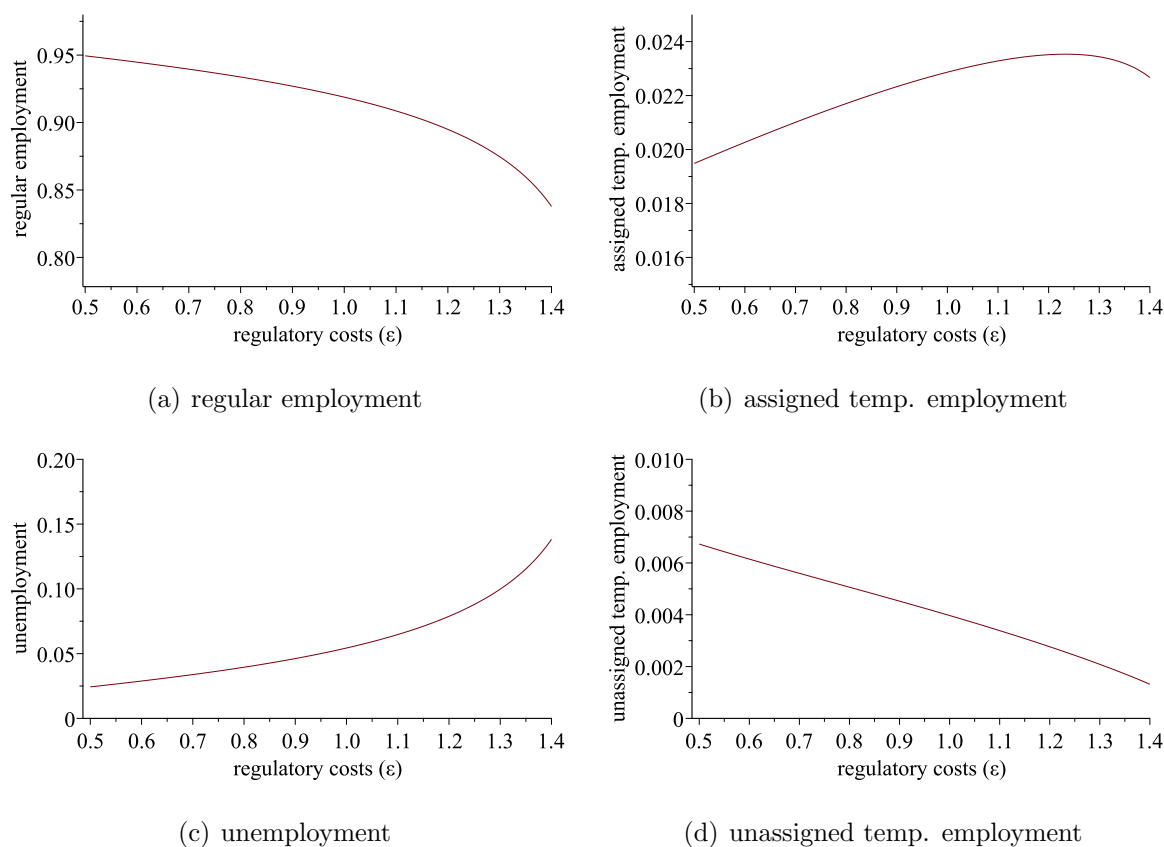 regular employment
0.95
0.90
0.85
0.80
0.5 0.6 0.7 0.8 0.9 1.0 1.1 1.2 1.3 1.4
regulatory costs (ε)
(a) regular employment
assigned temp. employment
0.024
0.022
0.020
0.018
0.016
0.5 0.6 0.7 0.8 0.9 1.0 1.1 1.2 1.3 1.4
regulatory costs (ε)
(b) assigned temp. employment
unemployment
0.20
0.15
0.10
0.05
0
0.5 0.6 0.7 0.8 0.9 1.0 1.1 1.2 1.3 1.4
regulatory costs (ε)
(c) unemployment
unassigned temp. employment
0.010
0.008
0.006
0.004
0.002
0
0.5 0.6 0.7 0.8 0.9 1.0 1.1 1.2 1.3 1.4
regulatory costs (ε)
(d) unassigned temp. employment